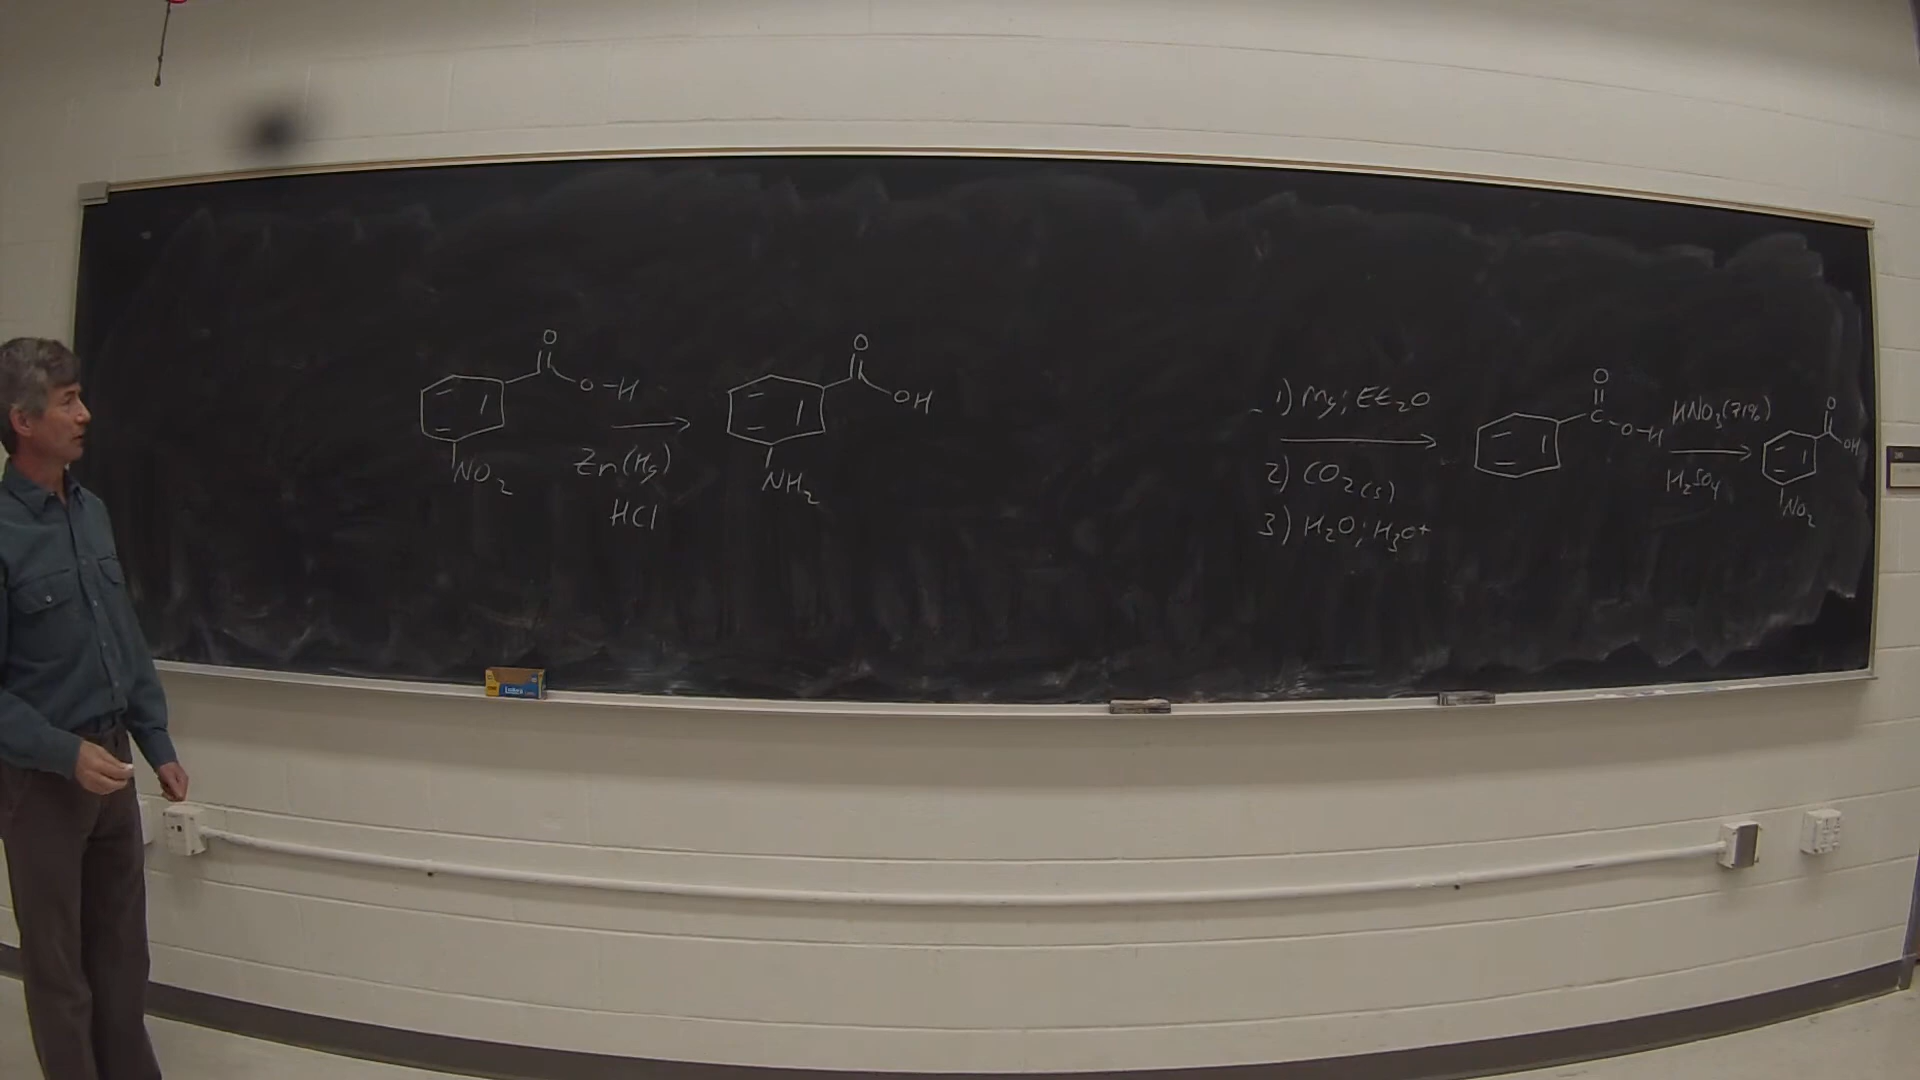 O
O-H
NO2
Zn(Hg)
HCl
O
OH
NH2
1) Mg; Et2O
2) CO2(s)
3) H2O; H3O+
O
C
O-H
HNO3(71%)
H2SO4
O
OH
NO2